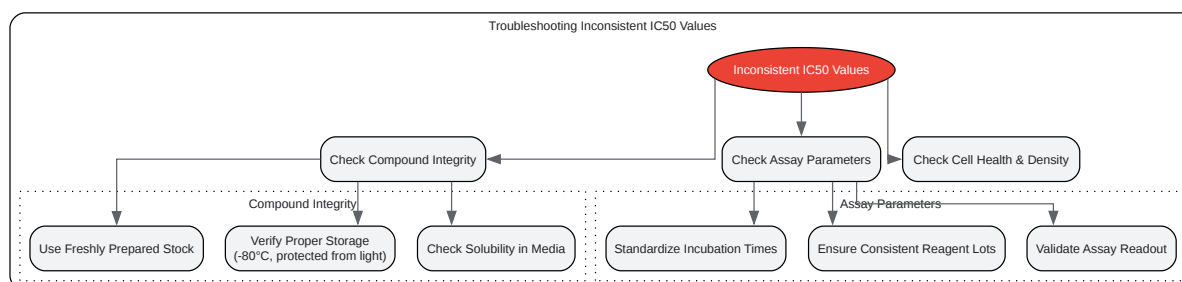 Troubleshooting Inconsistent IC50 Values
Inconsistent IC50 Values
Check Compound Integrity
Check Assay Parameters
Check Cell Health & Density
Compound Integrity
Assay Parameters
Use Freshly Prepared Stock
Verify Proper Storage
(-80°C, protected from light)
Check Solubility in Media
Standardize Incubation Times
Ensure Consistent Reagent Lots
Validate Assay Readout